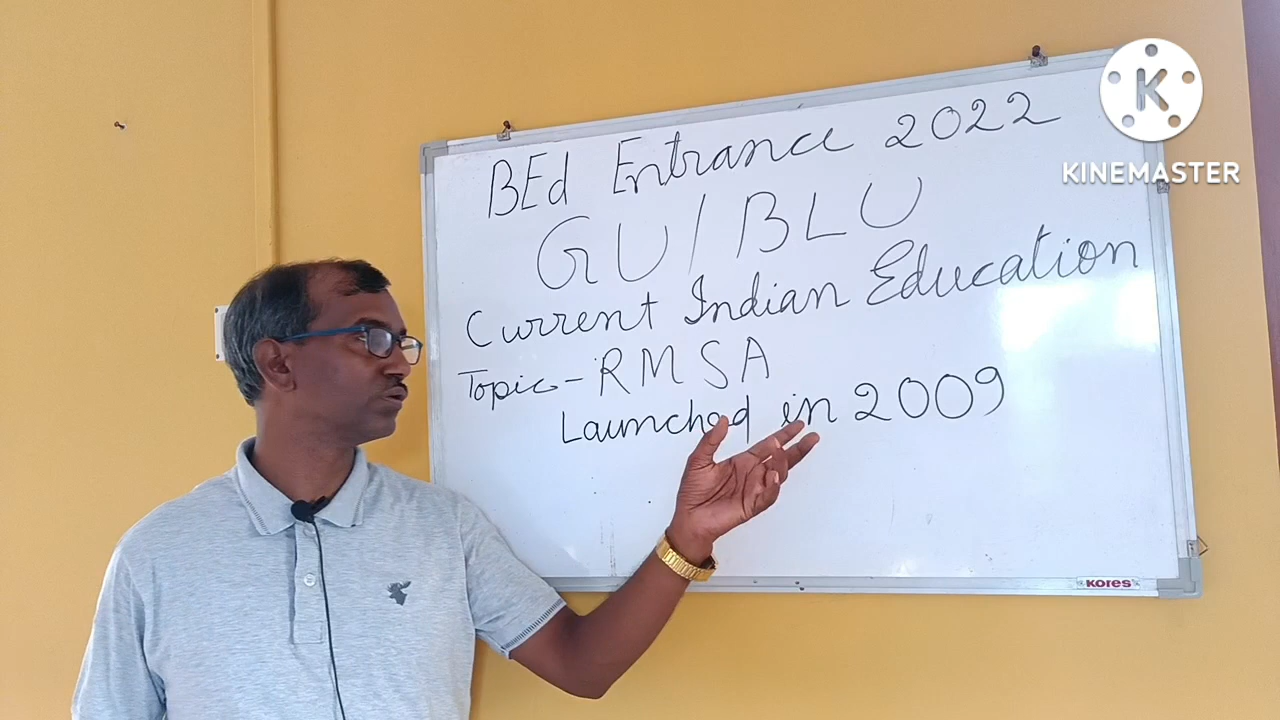 BEd Entrance 2022
GU/BLU
Current Indian Education
Topic - RMSA
Launched in 2009
KORES
K
KINEMASTER